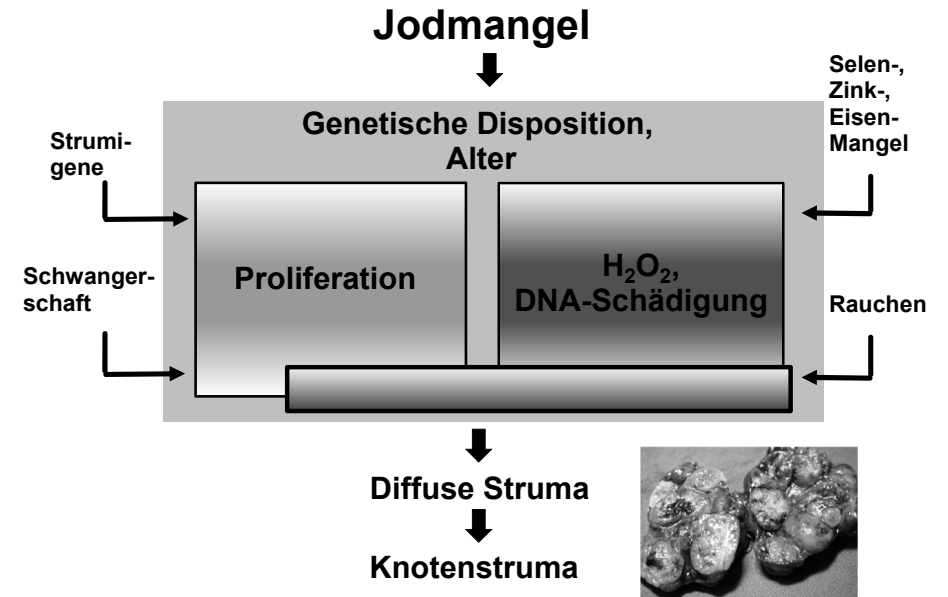 Jodmangel
Selen-,
Zink-,
Eisen-
Mangel
Genetische Disposition,
Alter
Strumi-
gene
Proliferation
H₂O₂,
DNA-Schädigung
Schwanger-
schaft
Rauchen
Diffuse Struma
Knotenstruma